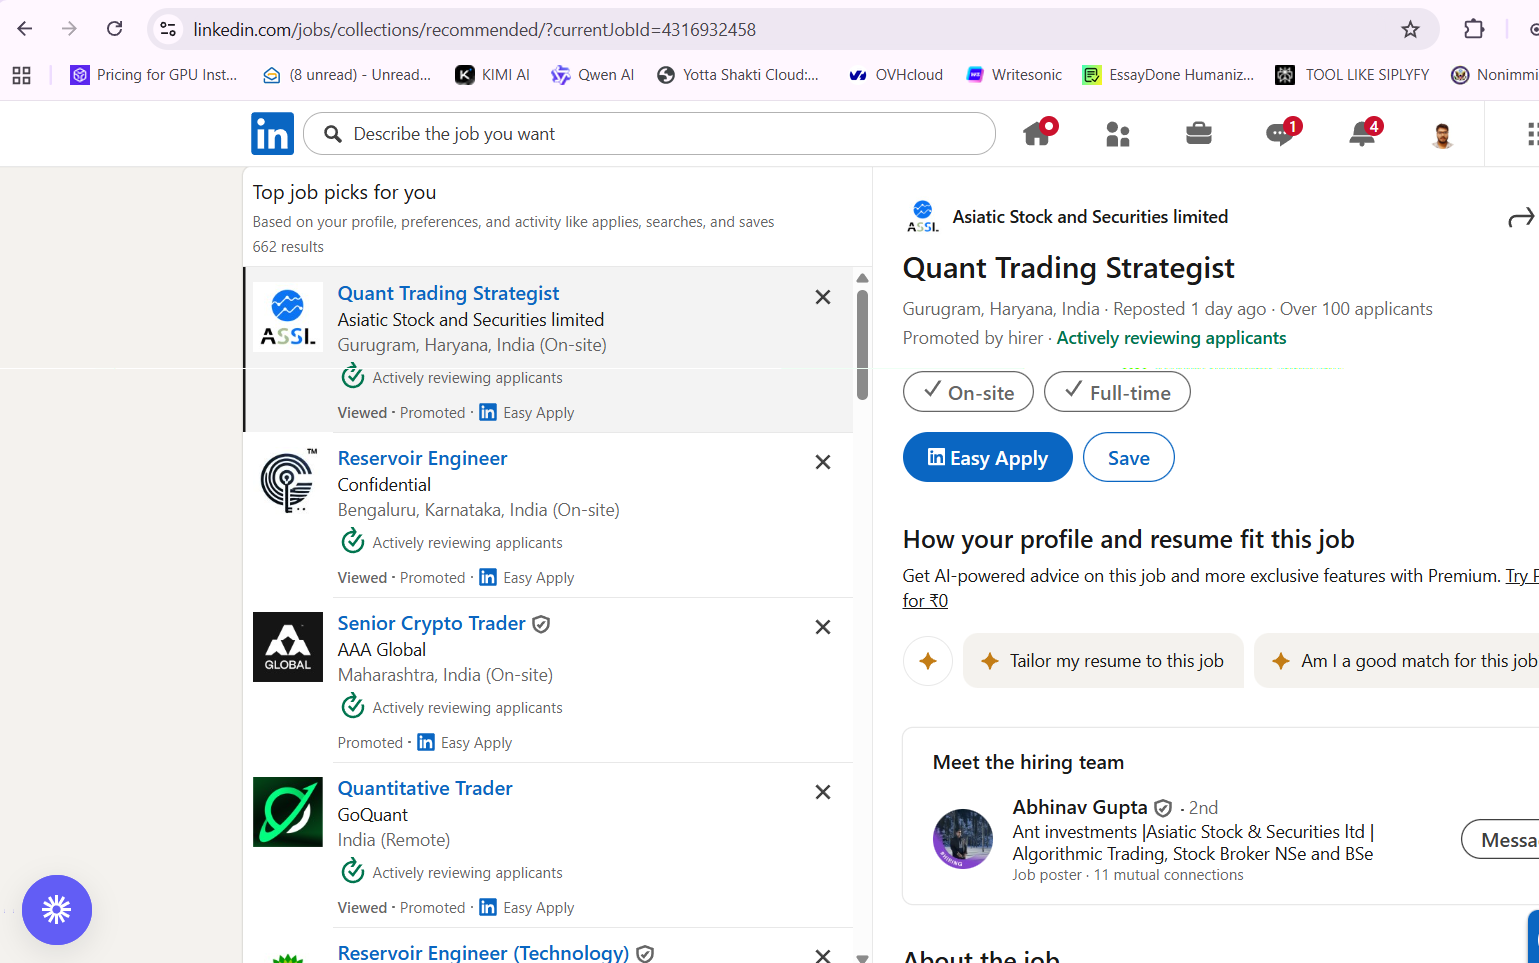 linkedin.com/jobs/collections/recommended/?currentJobId=4316932458
Pricing for GPU Inst...
(8 unread) - Unread...
KIMI AI
Qwen AI
Yotta Shakti Cloud:...
OVHcloud
Writesonic
EssayDone Humaniz...
TOOL LIKE SIPLYFY
Nonimmi
in
Describe the job you want
1
4
Top job picks for you
Based on your profile, preferences, and activity like applies, searches, and saves
662 results
ASSL
Quant Trading Strategist
Asiatic Stock and Securities limited
Gurugram, Haryana, India (On-site)
Actively reviewing applicants
Viewed · Promoted · in Easy Apply
TM
Reservoir Engineer
Confidential
Bengaluru, Karnataka, India (On-site)
Actively reviewing applicants
Viewed · Promoted · in Easy Apply
GLOBAL
Senior Crypto Trader
AAA Global
Maharashtra, India (On-site)
Actively reviewing applicants
Promoted · in Easy Apply
Quantitative Trader
GoQuant
India (Remote)
Actively reviewing applicants
Viewed · Promoted · in Easy Apply
Reservoir Engineer (Technology)
ASSL
Asiatic Stock and Securities limited
Quant Trading Strategist
Gurugram, Haryana, India · Reposted 1 day ago · Over 100 applicants
Promoted by hirer · Actively reviewing applicants
On-site
Full-time
in Easy Apply
Save
How your profile and resume fit this job
Get AI-powered advice on this job and more exclusive features with Premium. Try
for ₹0
Tailor my resume to this job
Am I a good match for this job
Meet the hiring team
Abhinav Gupta · 2nd
Ant investments |Asiatic Stock & Securities ltd |
Algorithmic Trading, Stock Broker NSe and BSe
Job poster · 11 mutual connections
Messa
About the job